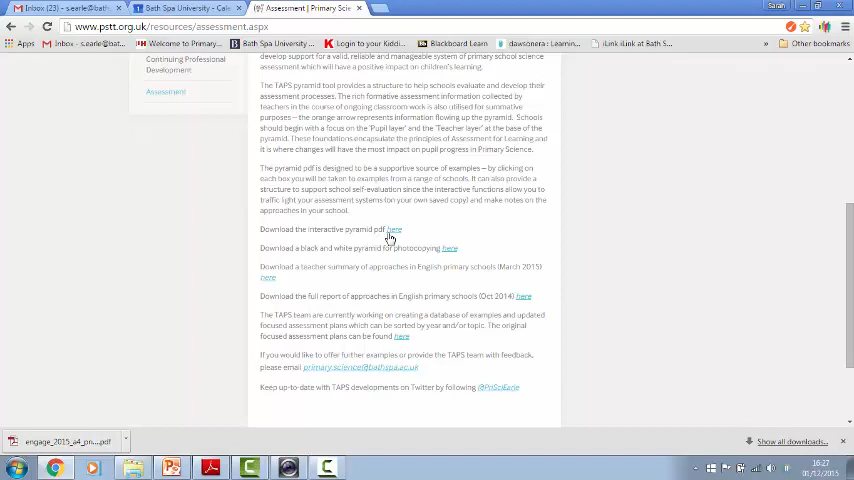 Sarah
Inbox (23) - s.earle@bath
Bath Spa University - Cale
Assessment | Primary Scie
www.pstt.org.uk/resources/assessment.aspx
Apps
Inbox - s.earle@bat...
Welcome to Primary...
Bath Spa University ...
Login to your Kiddi...
Blackboard Learn
dawsonera : Learnin...
iLink iLink at Bath S...
»
Other bookmarks
Continuing Professional
Development
Assessment
develop support for a valid, reliable and manageable system of primary school science
assessment which will have a positive impact on children's learning.
The TAPS pyramid tool provides a structure to help schools evaluate and develop their
assessment processes. The rich formative assessment information collected by
teachers in the course of ongoing classroom work is also utilised for summative
purposes – the orange arrow represents information flowing up the pyramid. Schools
should begin with a focus on the 'Pupil layer' and the 'Teacher layer' at the base of the
pyramid. These foundations encapsulate the principles of Assessment for Learning and
it is where changes will have the most impact on pupil progress in Primary Science.
The pyramid pdf is designed to be a supportive source of examples – by clicking on
each box you will be taken to examples from a range of schools. It can also provide a
structure to support school self-evaluation since the interactive functions allow you to
traffic light your assessment systems (on your own saved copy) and make notes on the
approaches in your school.
Download the interactive pyramid pdf here
Download a black and white pyramid for photocopying here
Download a teacher summary of approaches in English primary schools (March 2015)
here
Download the full report of approaches in English primary schools (Oct 2014) here
The TAPS team are currently working on creating a database of examples and updated
focused assessment plans which can be sorted by year and/or topic. The original
focused assessment plans can be found here
If you would like to offer further examples or provide the TAPS team with feedback,
please email primary.science@bathspa.ac.uk
Keep up-to-date with TAPS developments on Twitter by following @PriSciEarle
engage_2015_a4_pri....pdf
Show all downloads...
16:27
01/12/2015